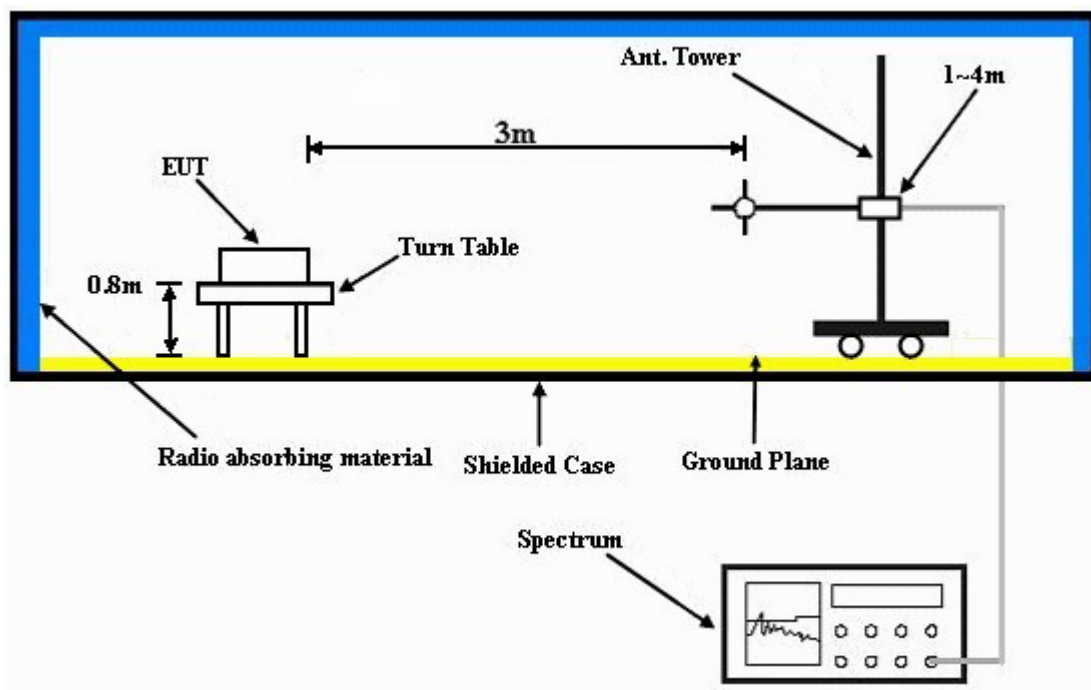 Ant. Tower
1~4m
3m
EUT
Turn Table
0.8m
Radio absorbing material
Shielded Case
Ground Plane
Spectrum